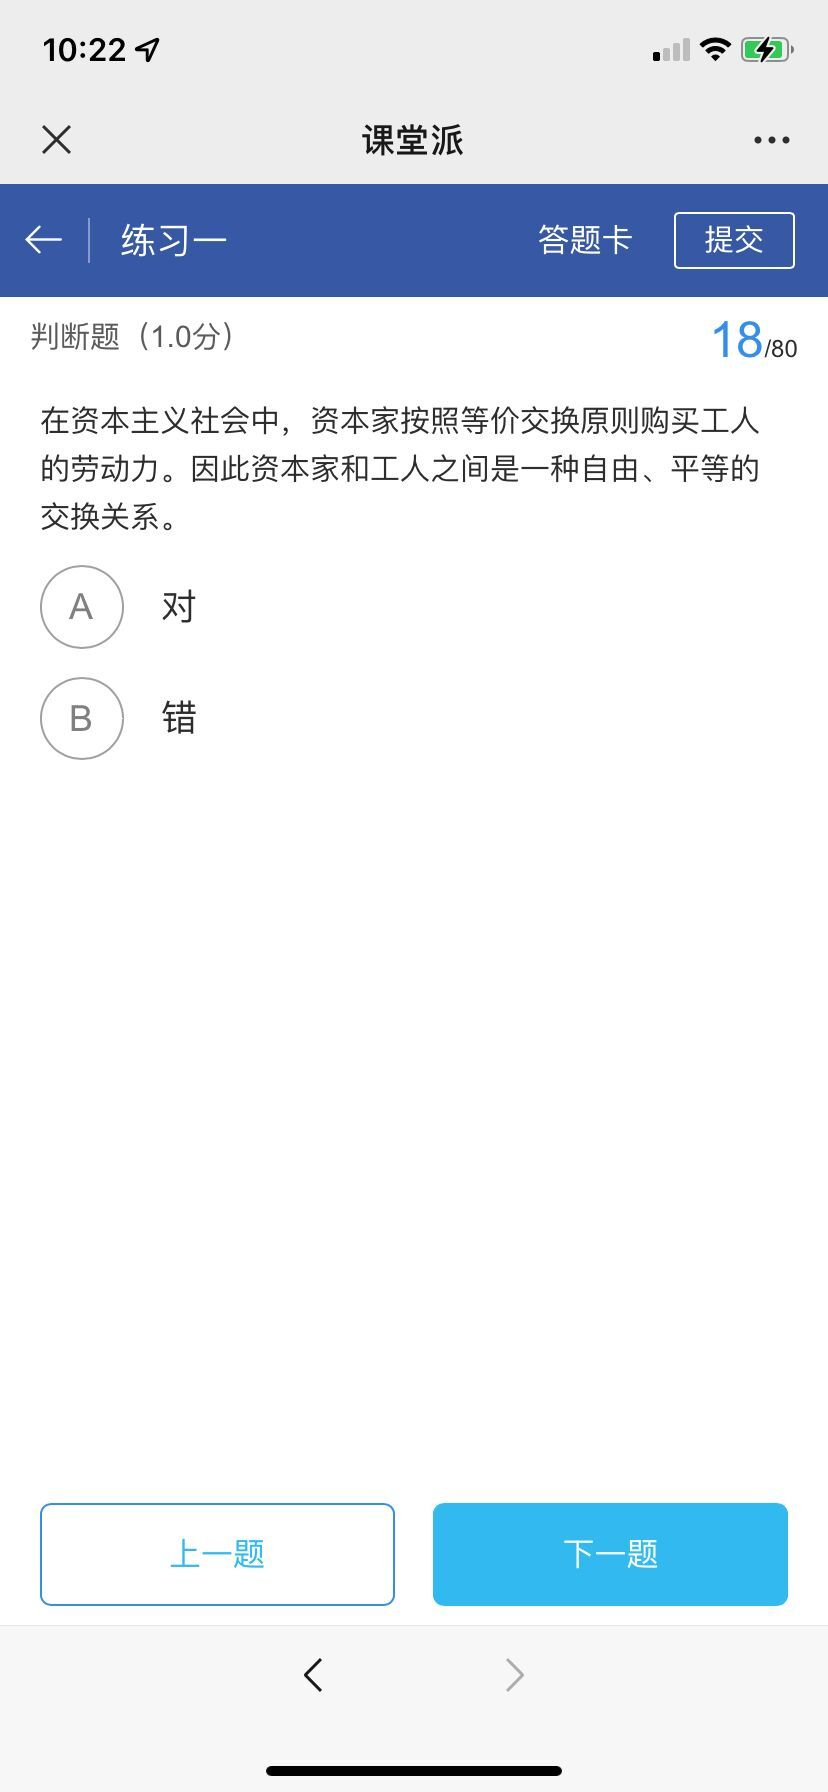 10:22
课堂派
练习一
答题卡
提交
判断题（1.0分）
18/80
在资本主义社会中，资本家按照等价交换原则购买工人
的劳动力。因此资本家和工人之间是一种自由、平等的
交换关系。
A 对
B 错
上一题
下一题